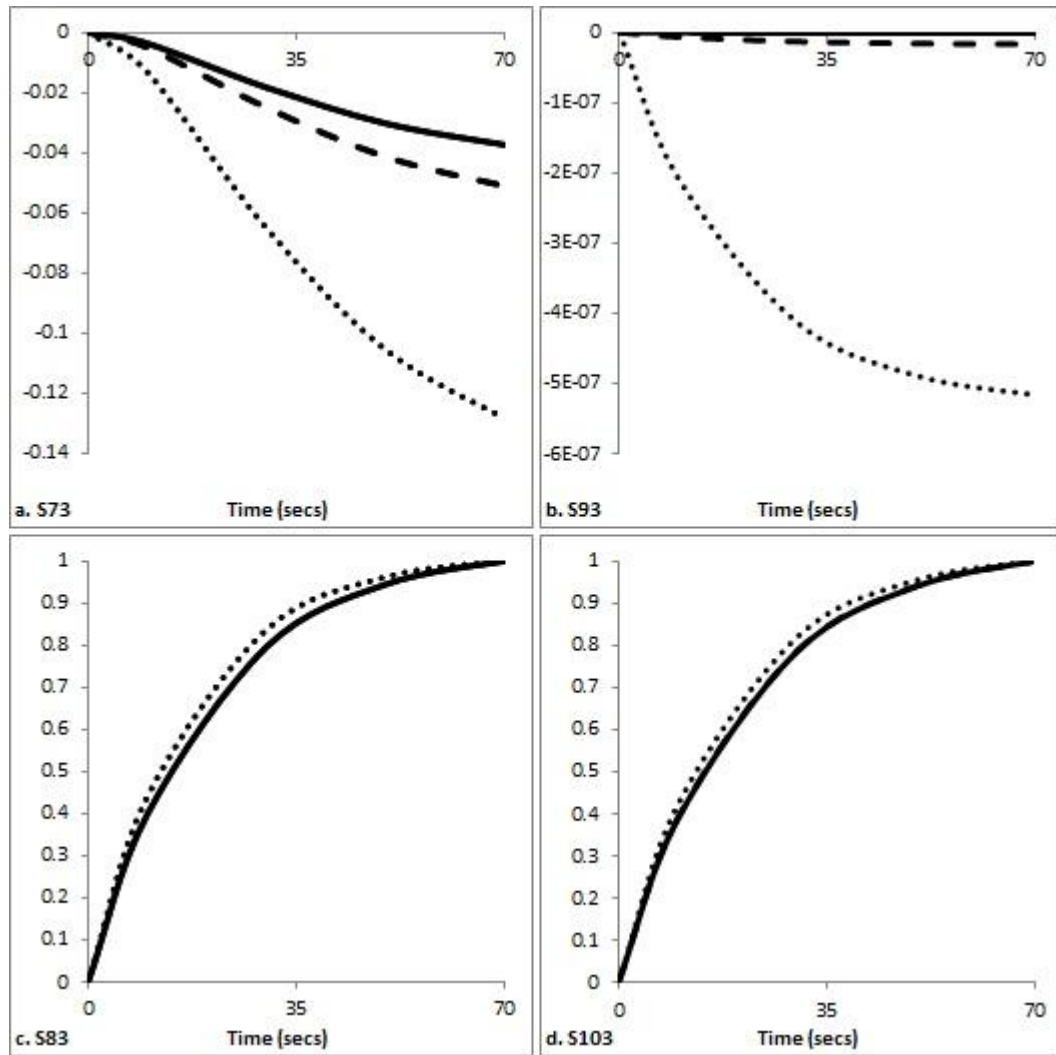 0
-0.02
-0.04
-0.06
-0.08
-0.1
-0.12
-0.14
0 35 70
a. S73 Time (secs)
0
-1E-07
-2E-07
-3E-07
-4E-07
-5E-07
-6E-07
0 35 70
b. S93 Time (secs)
1
0.9
0.8
0.7
0.6
0.5
0.4
0.3
0.2
0.1
0
0 35 70
c. S83 Time (secs)
1
0.9
0.8
0.7
0.6
0.5
0.4
0.3
0.2
0.1
0
0 35 70
d. S103 Time (secs)